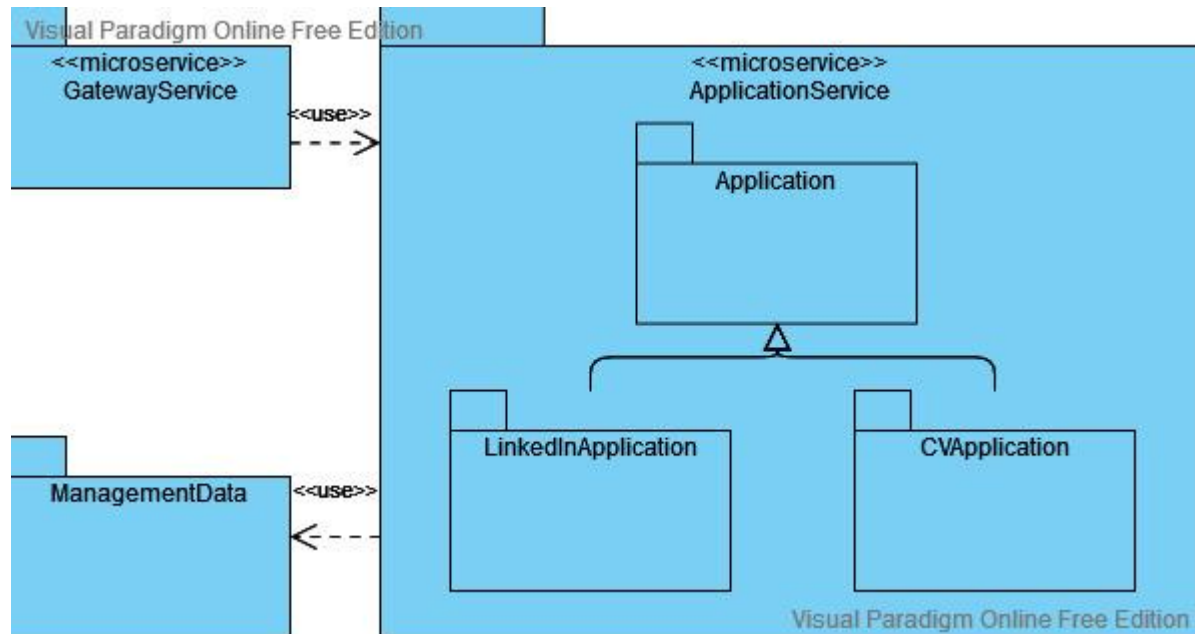 Visual Paradigm Online Free Edition
<<microservice>>
GatewayService
<<use>>
<<microservice>>
ApplicationService
Application
LinkedInApplication
CVApplication
ManagementData
<<use>>
Visual Paradigm Online Free Edition